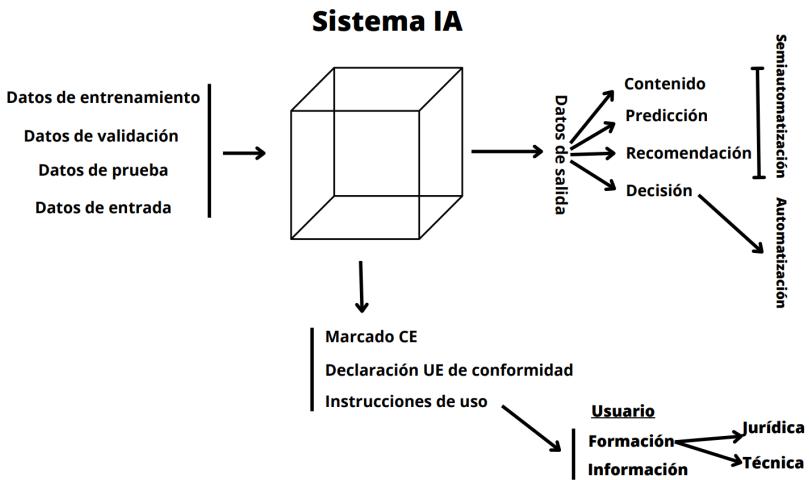 Sistema IA
Datos de entrenamiento
Datos de validación
Datos de prueba
Datos de entrada
Datos de salida
Contenido
Predicción
Recomendación
Decisión
Semiautomatización
Automatización
Marcado CE
Declaración UE de conformidad
Instrucciones de uso
Usuario
Formación
Información
Jurídica
Técnica